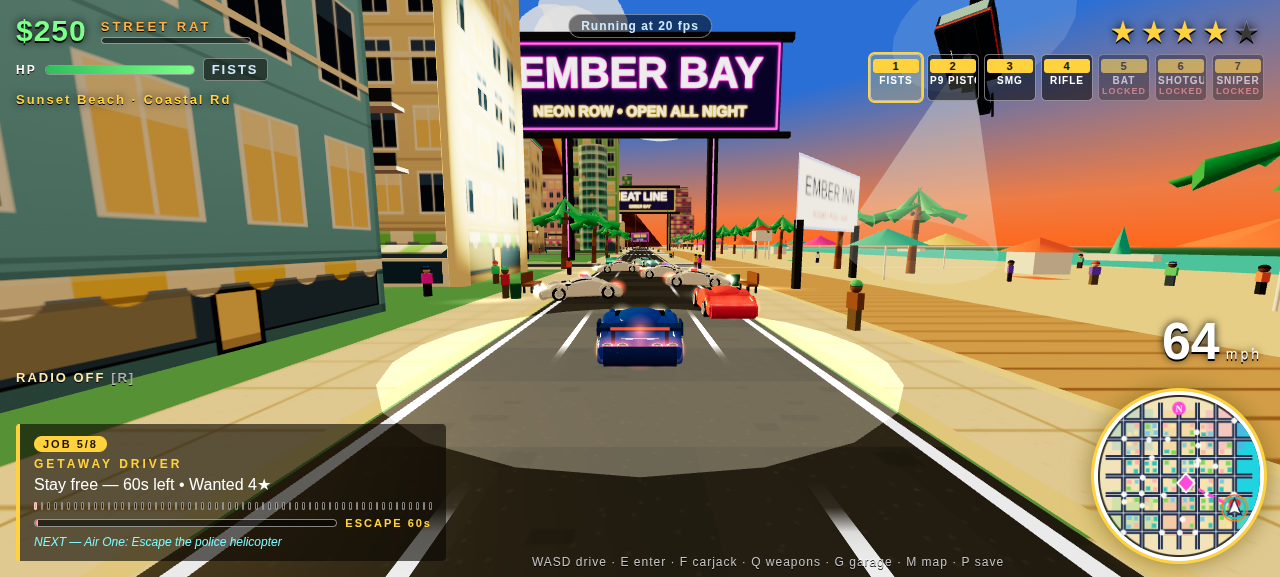 $250 STREET RAT
HP FISTS
Sunset Beach · Coastal Rd
Running at 20 fps
1 FISTS
2 P9 PISTO
3 SMG
4 RIFLE
5 BAT LOCKED
6 SHOTGU LOCKED
7 SNIPER LOCKED
EMBER BAY
NEON ROW • OPEN ALL NIGHT
EAT LINE
EMBER INN
64 mph
RADIO OFF [R]
N
JOB 5/8
GETAWAY DRIVER
Stay free — 60s left • Wanted 4★
ESCAPE 60s
NEXT — Air One: Escape the police helicopter
WASD drive · E enter · F carjack · Q weapons · G garage · M map · P save